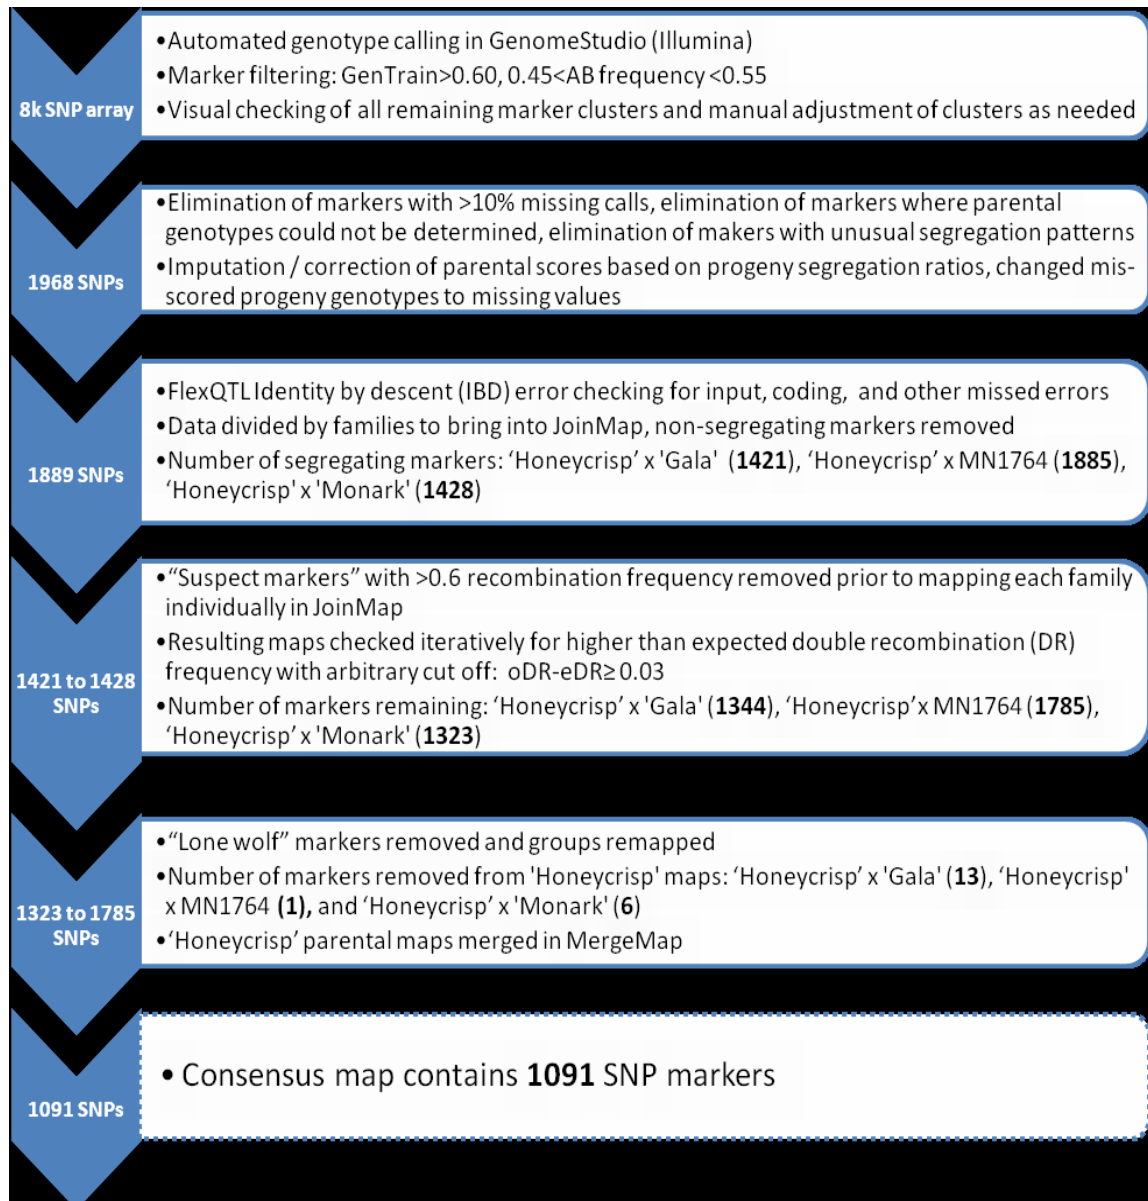 8k SNP array
•Automated genotype calling in GenomeStudio (Illumina)
•Marker filtering: GenTrain>0.60, 0.45<AB frequency <0.55
•Visual checking of all remaining marker clusters and manual adjustment of clusters as needed
1968 SNPs
•Elimination of markers with >10% missing calls, elimination of markers where parental
genotypes could not be determined, elimination of makers with unusual segregation patterns
•Imputation / correction of parental scores based on progeny segregation ratios, changed mis-
scored progeny genotypes to missing values
1889 SNPs
•FlexQTL Identity by descent (IBD) error checking for input, coding, and other missed errors
•Data divided by families to bring into JoinMap, non-segregating markers removed
•Number of segregating markers: ‘Honeycrisp’ x 'Gala' (1421), ‘Honeycrisp’ x MN1764 (1885),
‘Honeycrisp' x 'Monark' (1428)
1421 to 1428
SNPs
•“Suspect markers” with >0.6 recombination frequency removed prior to mapping each family
individually in JoinMap
•Resulting maps checked iteratively for higher than expected double recombination (DR)
frequency with arbitrary cut off: oDR-eDR≥ 0.03
•Number of markers remaining: ‘Honeycrisp’ x 'Gala' (1344), ‘Honeycrisp’x MN1764 (1785),
‘Honeycrisp’ x 'Monark' (1323)
1323 to 1785
SNPs
•“Lone wolf” markers removed and groups remapped
•Number of markers removed from 'Honeycrisp' maps: ‘Honeycrisp’ x 'Gala' (13), ‘Honeycrisp'
x MN1764 (1), and ‘Honeycrisp’ x 'Monark' (6)
•‘Honeycrisp’ parental maps merged in MergeMap
1091 SNPs
• Consensus map contains 1091 SNP markers